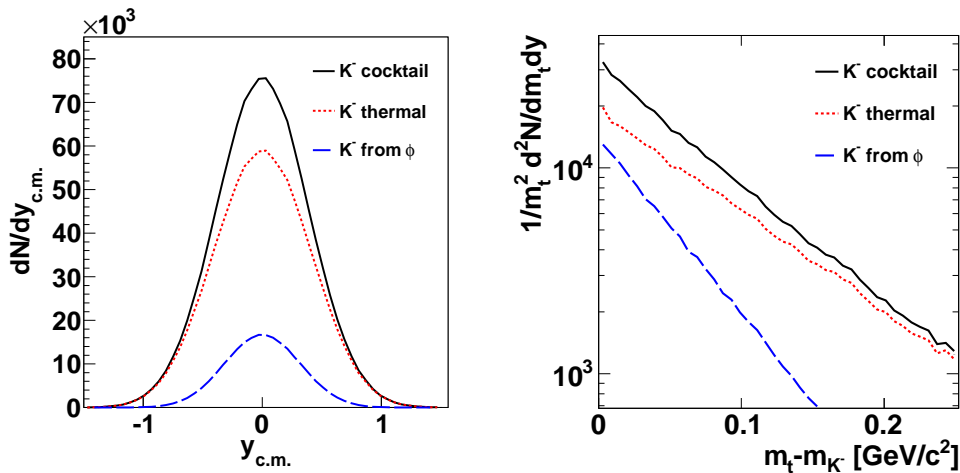 ×10³
80
70
60
50
40
30
20
10
0
dN/dy_c.m.
K⁻ cocktail
K⁻ thermal
K⁻ from ϕ
-1
0
1
y_c.m.
1/m_t² d²N/dm_tdy
10⁴
10³
K⁻ cocktail
K⁻ thermal
K⁻ from ϕ
0
0.1
0.2
m_t-m_K⁻ [GeV/c²]